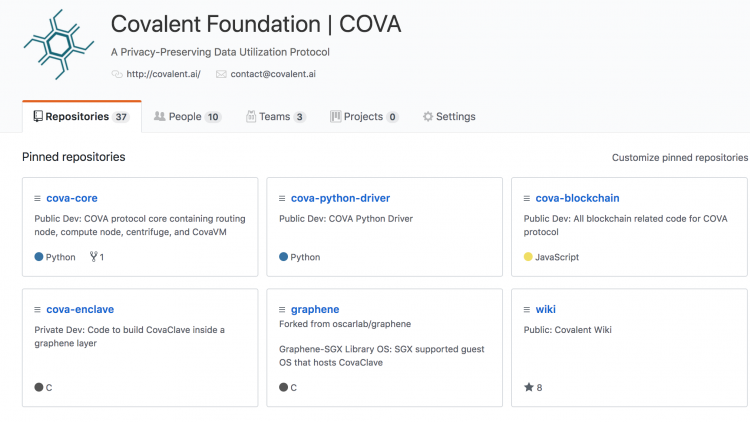 Covalent Foundation | COVA
A Privacy-Preserving Data Utilization Protocol
http://covalent.ai/ contact@covalent.ai
Repositories 37 People 10 Teams 3 Projects 0 Settings
Pinned repositories
Customize pinned repositories
cova-core
Public Dev: COVA protocol core containing routing
node, compute node, centrifuge, and CovaVM
Python 1
cova-python-driver
Public Dev: COVA Python Driver
Python
cova-blockchain
Public Dev: All blockchain related code for COVA
protocol
JavaScript
cova-enclave
Private Dev: Code to build CovaClave inside a
graphene layer
C
graphene
Forked from oscarlab/graphene
Graphene-SGX Library OS: SGX supported guest
OS that hosts CovaClave
C
wiki
Public: Covalent Wiki
8